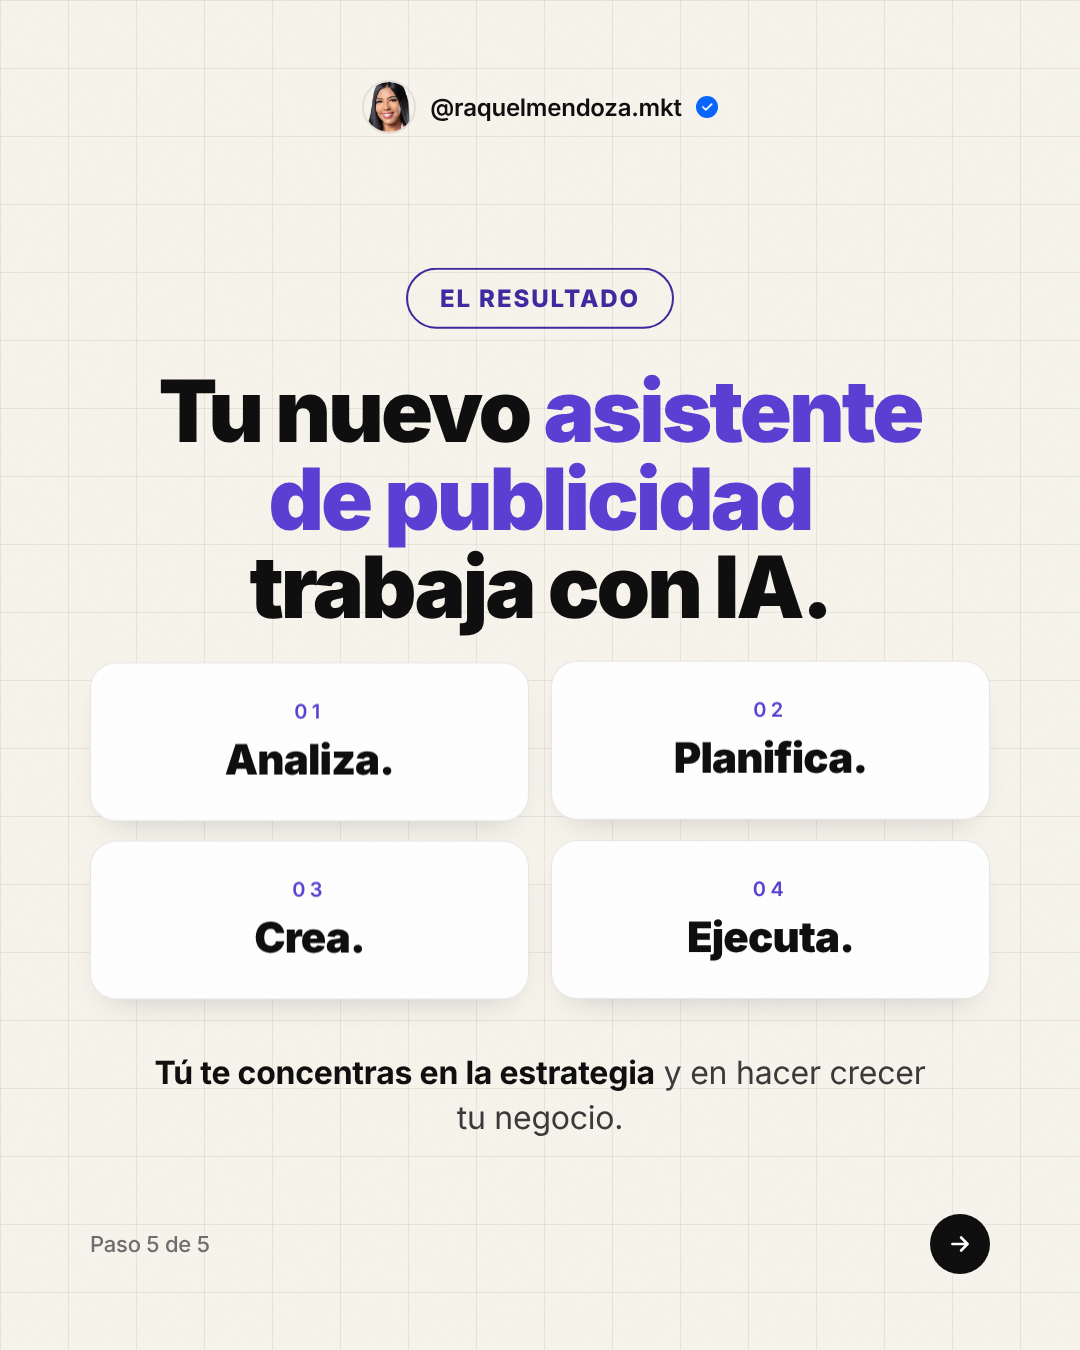 @raquelmendoza.mkt
EL RESULTADO
Tu nuevo asistente
de publicidad
trabaja con IA.
01
Analiza.
02
Planifica.
03
Crea.
04
Ejecuta.
Tú te concentras en la estrategia y en hacer crecer
tu negocio.
Paso 5 de 5